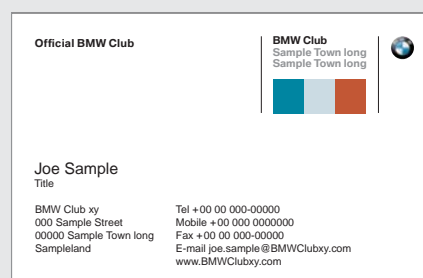 Official BMW Club
BMW Club
Sample Town long
Sample Town long
BMW
Joe Sample
Title
BMW Club xy
000 Sample Street
00000 Sample Town long
Sampleland
Tel +00 00 000-00000
Mobile +00 000 0000000
Fax +00 00 000-00000
E-mail joe.sample@BMWClubxy.com
www.BMWClubxy.com